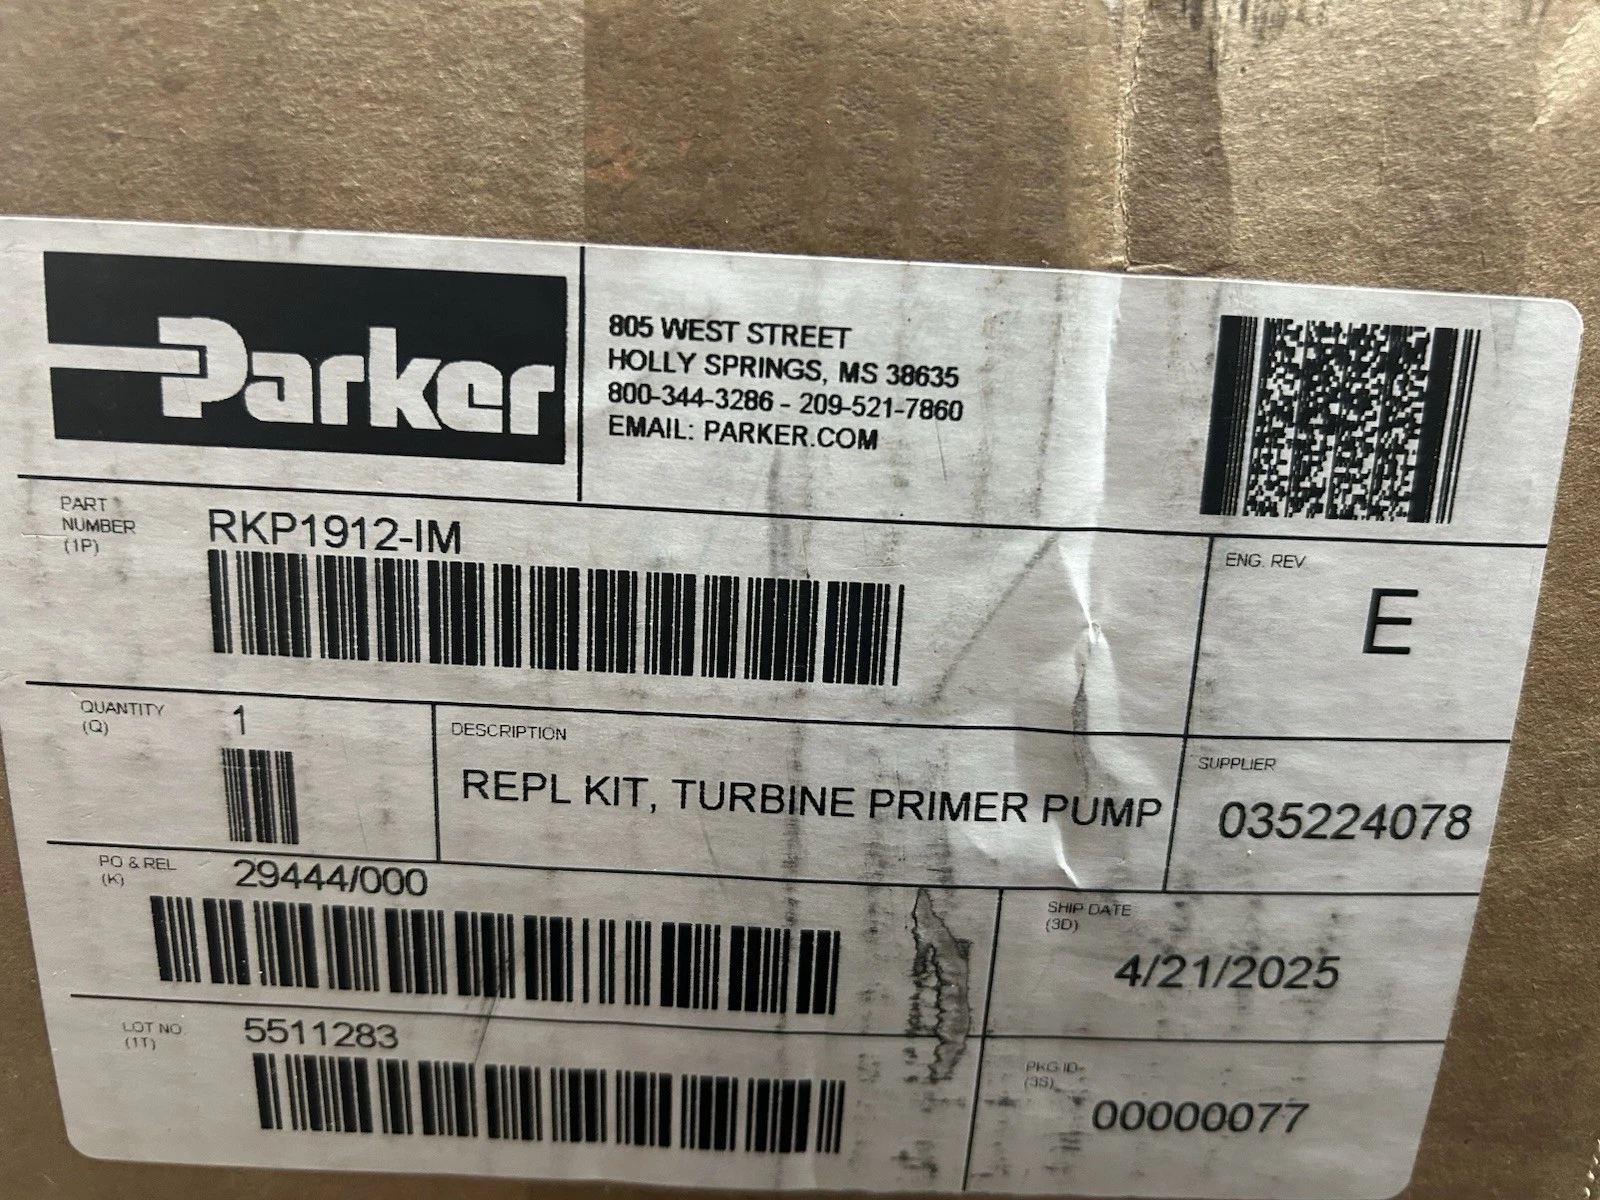 Parker
805 WEST STREET
HOLLY SPRINGS, MS 38635
800-344-3286 - 209-521-7860
EMAIL: PARKER.COM
PART
NUMBER
(1P)
RKP1912-IM
ENG. REV
E
QUANTITY
(Q)
1
DESCRIPTION
REPL KIT, TURBINE PRIMER PUMP
SUPPLIER
035224078
PO & REL
(K)
29444/000
SHIP DATE
(3D)
4/21/2025
LOT NO
(1T)
5511283
PKG ID
(3S)
00000077